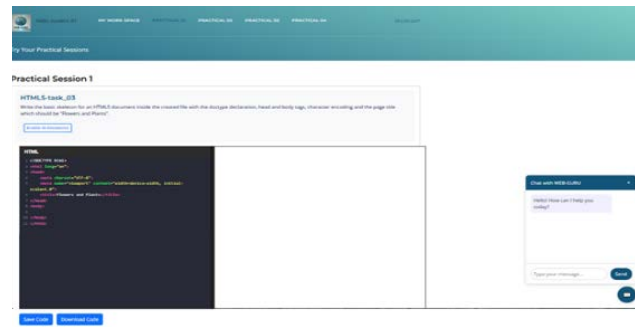 MY WORK SPACE
PRACTICAL 02
PRACTICAL 03
PRACTICAL 04
Try Your Practical Sessions
Practical Session 1
HTML5-task_03
Write the basic skeleton for an HTML5 document inside the created file with the doctype declaration, head and body tags, character encoding and the page title
which should be "Flowers and Plants".
HTML
<!DOCTYPE html>
<html lang="en">
<head>
<meta charset="UTF-8">
<meta name="viewport" content="width=device-width, initial-
scale=1.0">
<title>Flowers and Plants</title>
</head>
<body>
</body>
</html>
Save Code
Download Code
Chat with WEB-GURU
Hello! How can I help you
today?
Type your message...
Send